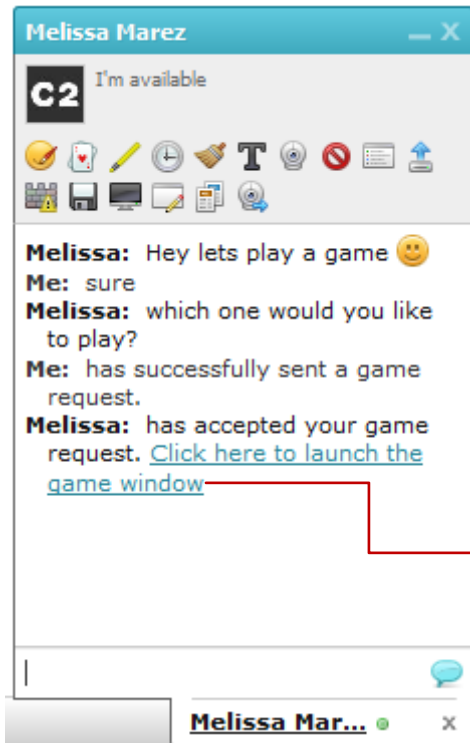 Melissa Marez
C2
I'm available
Melissa: Hey lets play a game
Me: sure
Melissa: which one would you like
to play?
Me: has successfully sent a game
request.
Melissa: has accepted your game
request. Click here to launch the
game window
Melissa Mar...